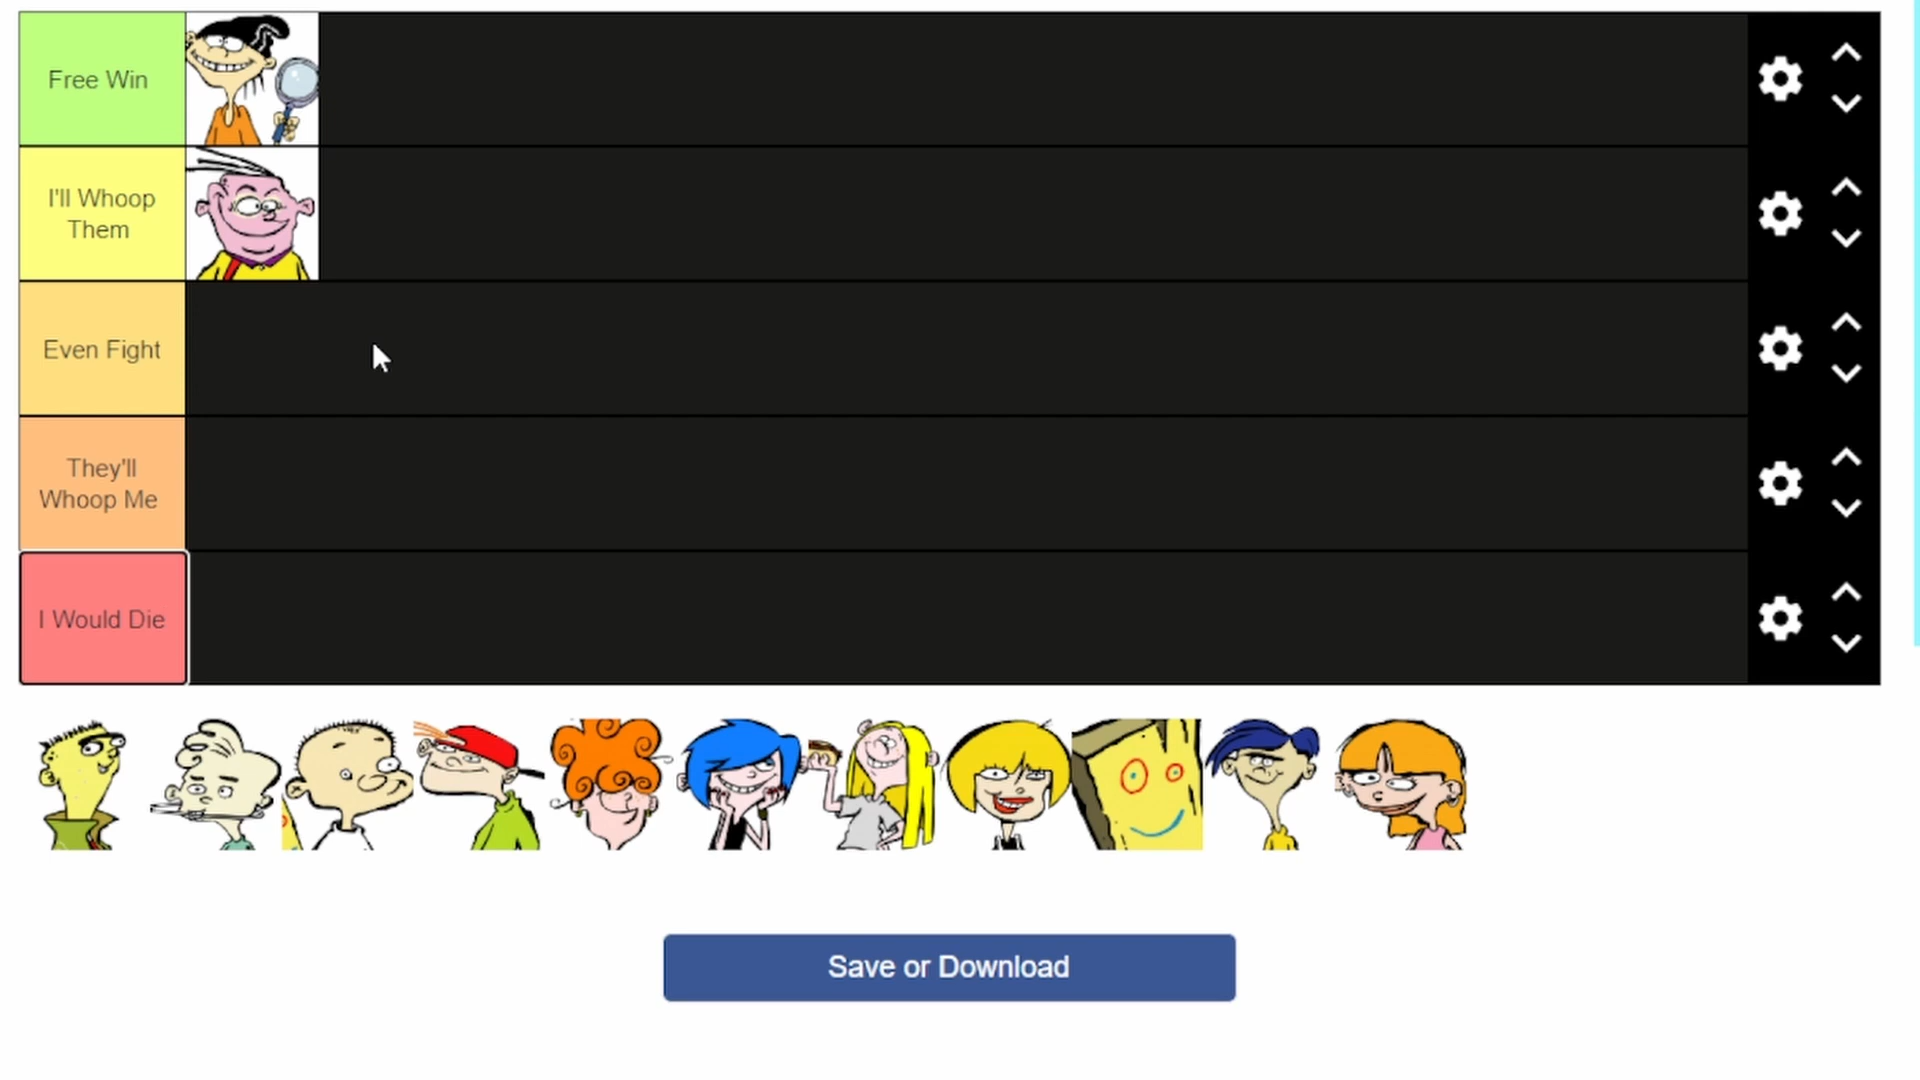 Free Win
I'll Whoop
Them
Even Fight
They'll
Whoop Me
I Would Die
Save or Download